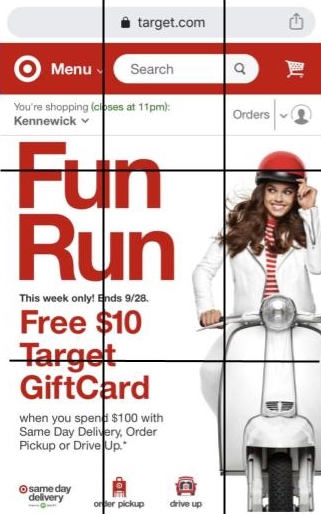 target.com
Menu
Search
You're shopping (closes at 11pm):
Kennewick
Orders
Fun
Run
This week only! Ends 9/28.
Free $10
Target
GiftCard
when you spend $100 with
Same Day Delivery, Order
Pickup or Drive Up.*
same day
delivery
order pickup
drive up